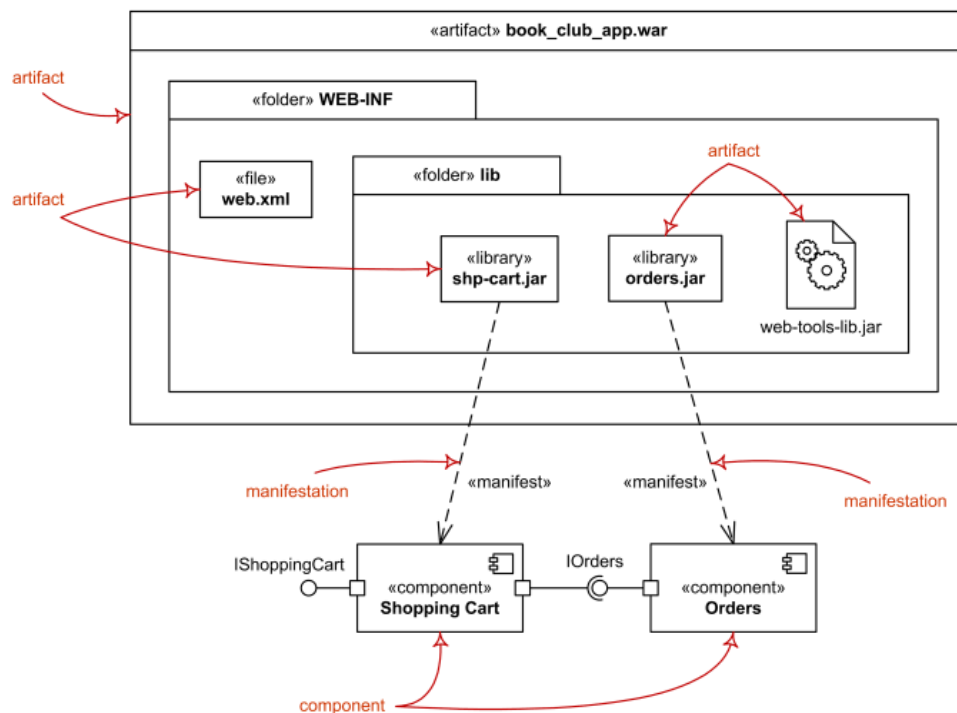 «artifact» book_club_app.war
artifact
«folder» WEB-INF
artifact
«folder» lib
«file»
web.xml
artifact
«library»
shp-cart.jar
«library»
orders.jar
web-tools-lib.jar
manifestation
«manifest»
«manifest»
manifestation
IShoppingCart
IOrders
«component»
Shopping Cart
«component»
Orders
component